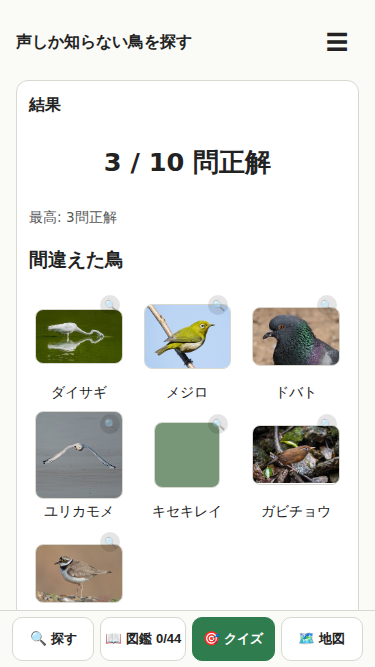 声しか知らない鳥を探す
結果
3 / 10 問正解
最高: 3問正解
間違えた鳥
ダイサギ
メジロ
ドバト
ユリカモメ
キセキレイ
ガビチョウ
探す
図鑑 0/44
クイズ
地図